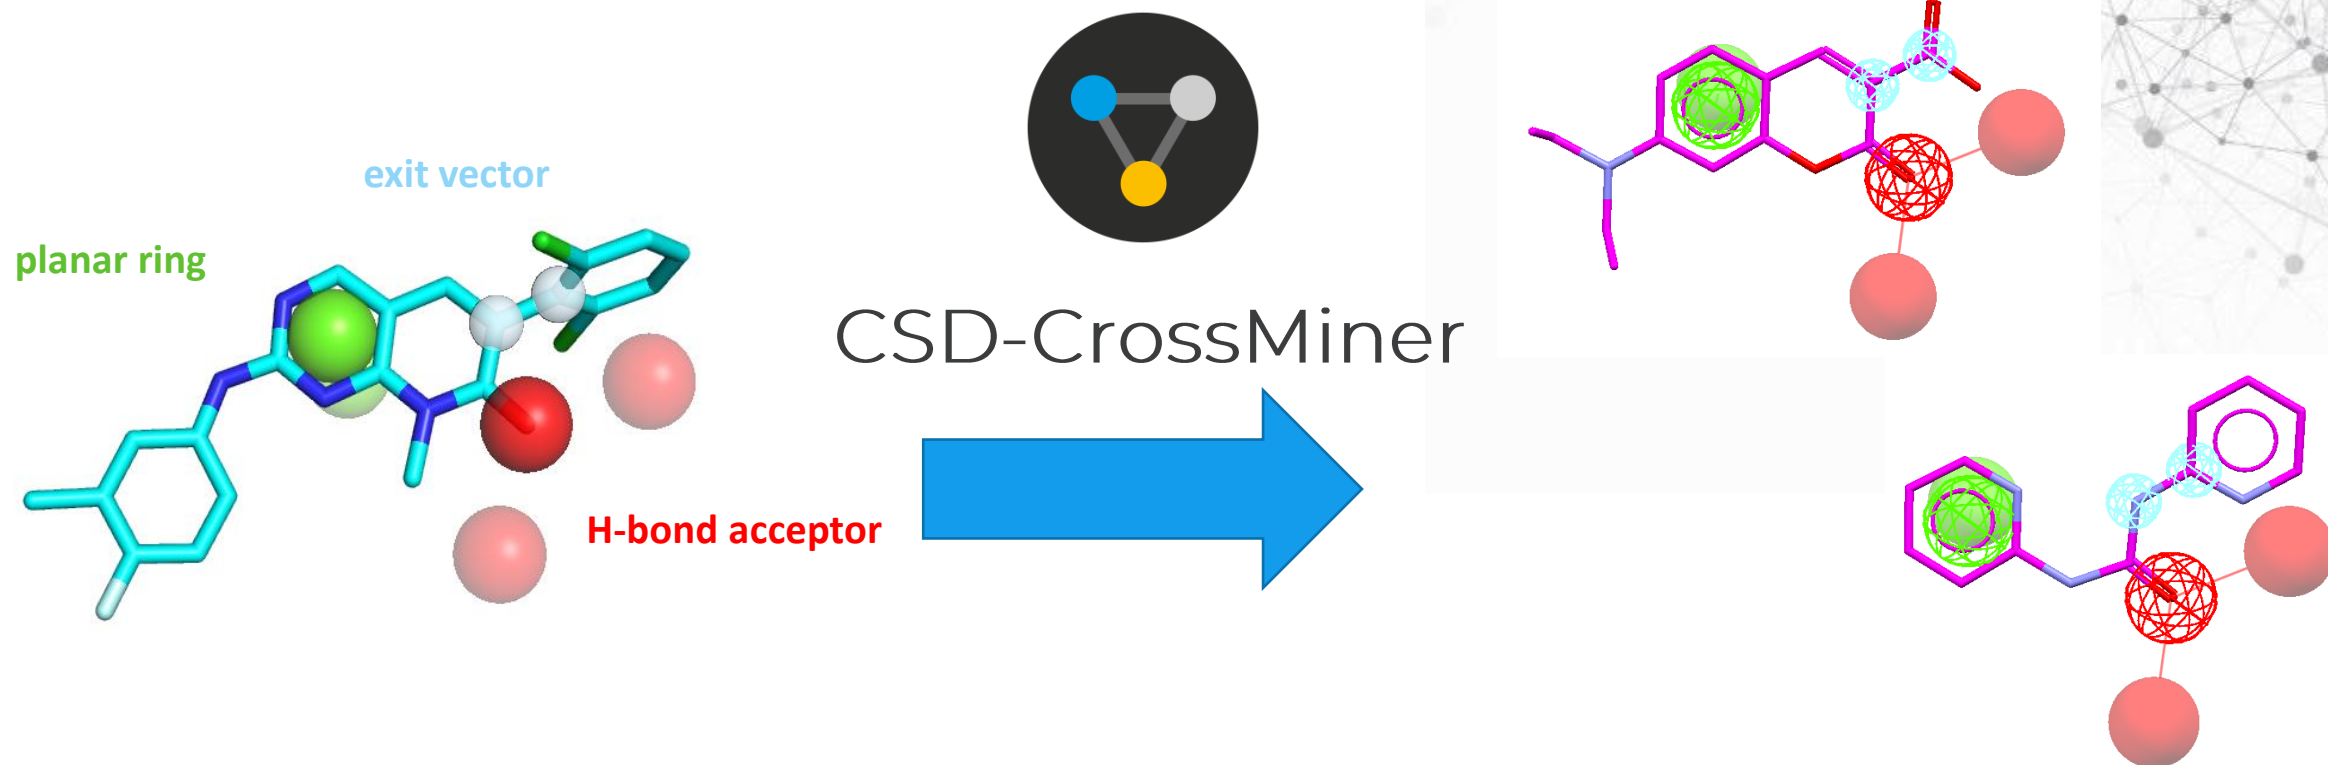 exit vector
planar ring
CSD-CrossMiner
H-bond acceptor